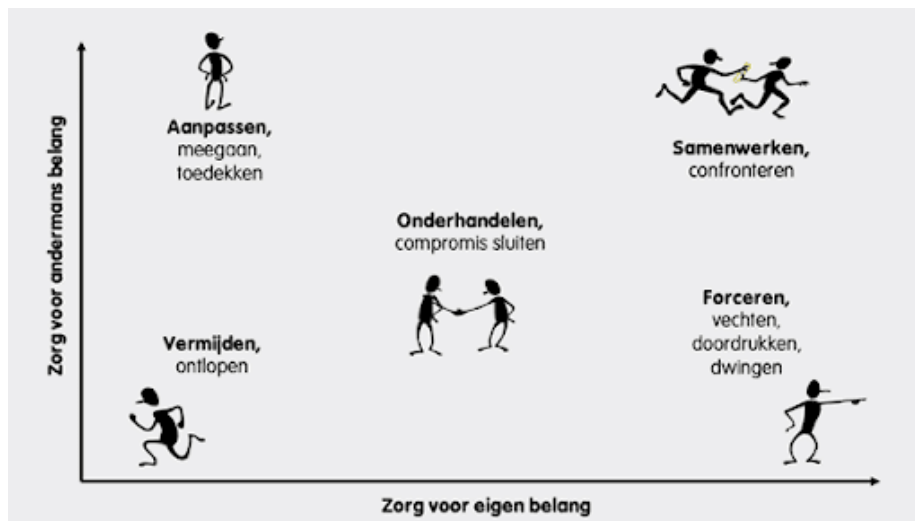 Zorg voor andermans belang
Aanpassen,
meegaan,
toedekken
Samenwerken,
confronteren
Onderhandelen,
compromis sluiten
Vermijden,
ontlopen
Forceren,
vechten,
doordrukken,
dwingen
Zorg voor eigen belang